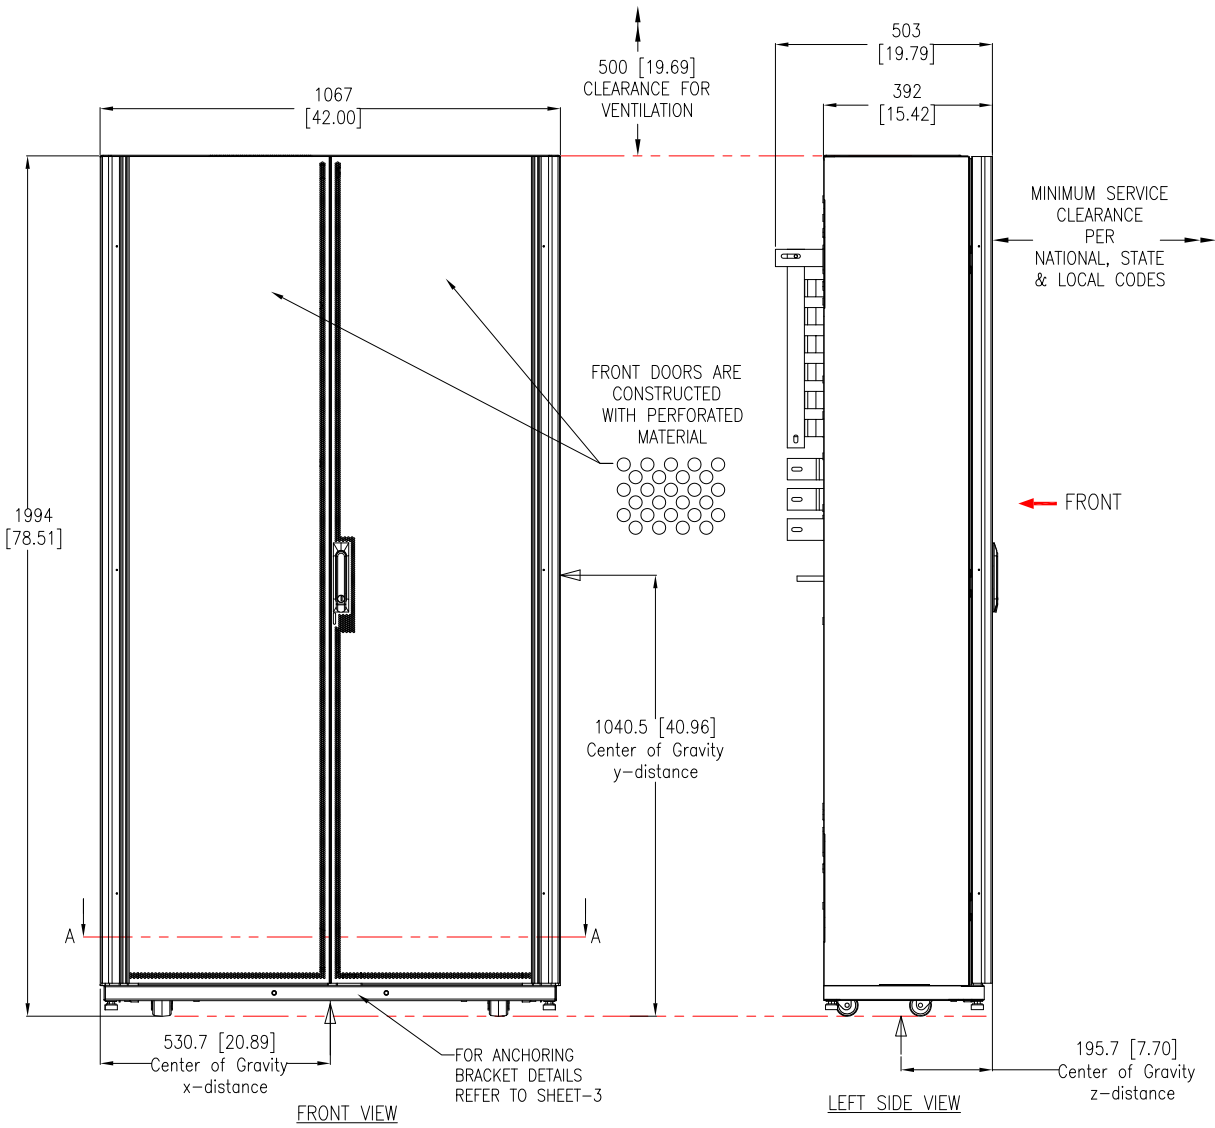 503
[19.79]
500 [19.69]
CLEARANCE FOR
VENTILATION
1067
[42.00]
392
[15.42]
MINIMUM SERVICE
CLEARANCE
PER
NATIONAL, STATE
& LOCAL CODES
FRONT DOORS ARE
CONSTRUCTED
WITH PERFORATED
MATERIAL
1994
[78.51]
FRONT
1040.5 [40.96]
Center of Gravity
y-distance
A
A
530.7 [20.89]
Center of Gravity
x-distance
FOR ANCHORING
BRACKET DETAILS
REFER TO SHEET-3
195.7 [7.70]
Center of Gravity
z-distance
FRONT VIEW
LEFT SIDE VIEW